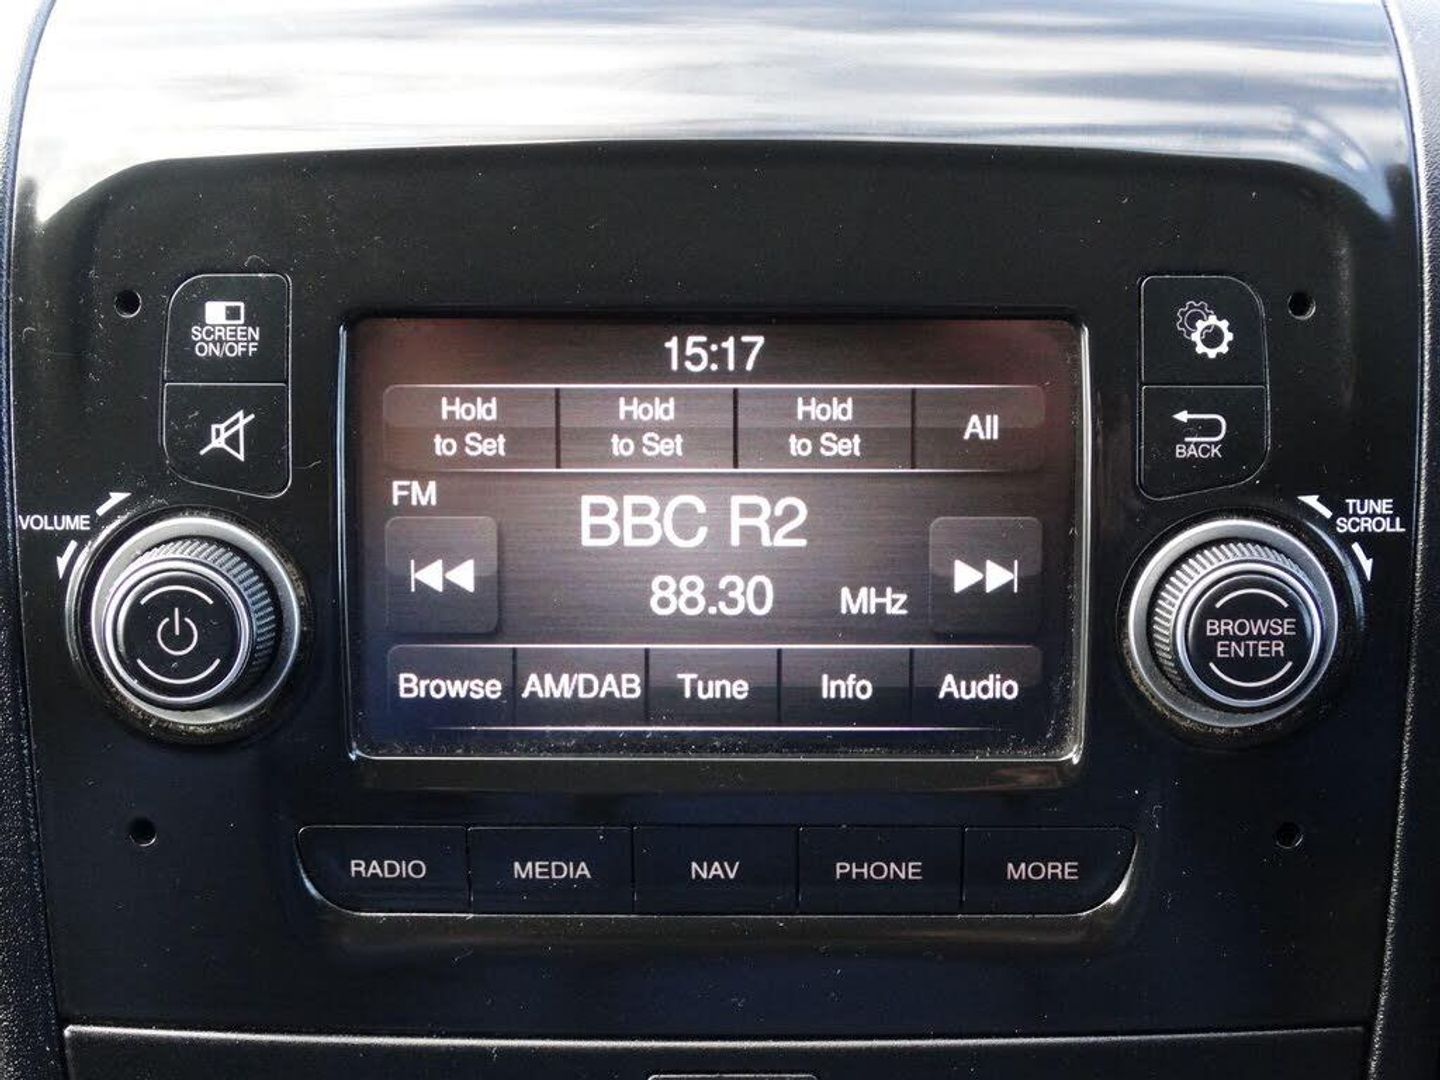 SCREEN
ON/OFF
15:17
Hold
to Set
Hold
to Set
Hold
to Set
All
BACK
FM
BBC R2
VOLUME
TUNE
SCROLL
88.30 MHz
BROWSE
ENTER
Browse
AM/DAB
Tune
Info
Audio
RADIO
MEDIA
NAV
PHONE
MORE